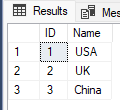 Results Mes
ID Name
1 1 USA
2 2 UK
3 3 China